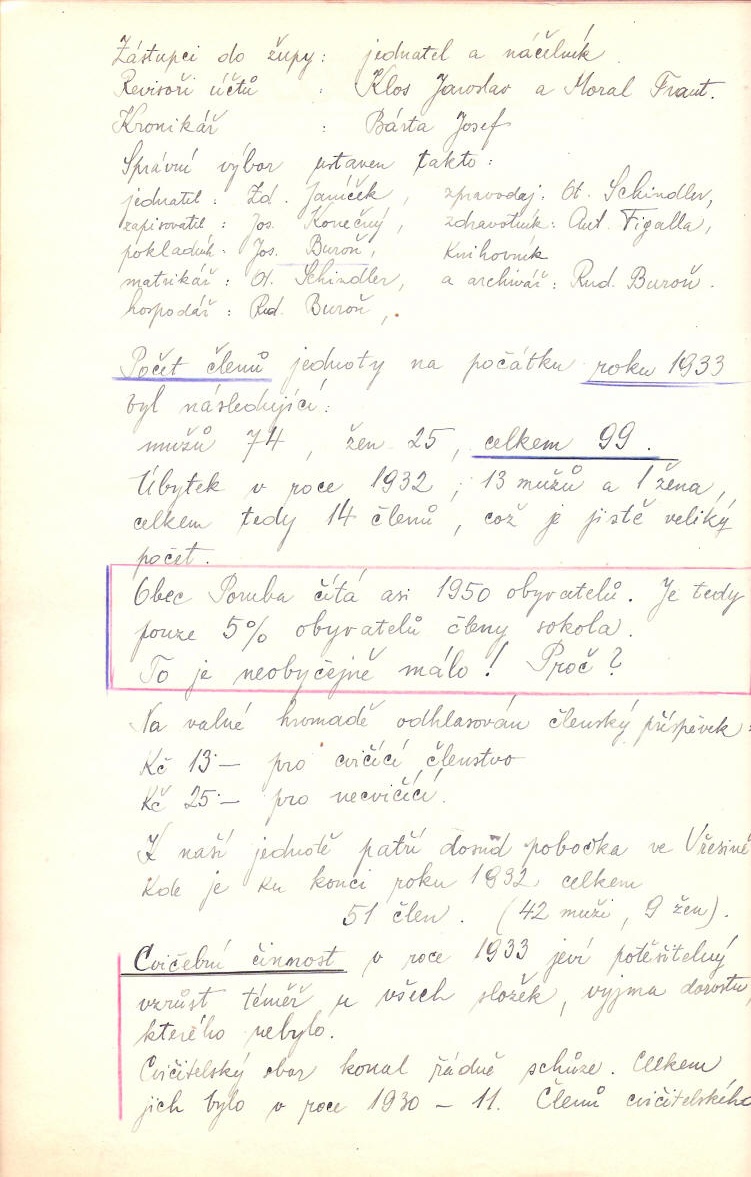 Zástupci do župy: jednatel a náčelník.
Revisoři účtů : Klos Jaroslav a Moral Frant.
Kronikář : Bárta Josef
Správní výbor ustaven takto:
jednatel: Zd. Janíček, zpravodaj: Ot. Schindler,
zapisovatel: Jos. Konečný, zdravotník: Ant. Figalla,
pokladník: Jos. Buroň, Knihovník
matrikář: Ot. Schindler, a archivář: Rud. Buroň.
hospodář: Rud. Buroň,
Počet členů jednoty na počátku roku 1933
byl následující:
mužů 74, žen 25, celkem 99.
Úbytek v roce 1932; 13 mužů a 1 žena,
celkem tedy 14 členů, což je jistě veliký
počet.
Obec Poruba čítá asi 1950 obyvatelů. Je tedy
pouze 5% obyvatelů členy sokola.
To je neobyčejně málo! Proč?
Na valné hromadě odhlasován členský příspěvek:
Kč 13·— pro cvičící členstvo
Kč 25·— pro necvičící.
K naší jednotě patří dosud pobočka ve Vřesině
kde je ku konci roku 1932 celkem
51 člen. (42 muži, 9 žen).
Cvičební činnost v roce 1933 jeví potěšitelný
vzrůst téměř u všech složek, vyjma dorostu,
kterého nebylo.
Cvičitelský sbor konal řádně schůze. Celkem
jich bylo v roce 1930 – 11. Členů cvičitelského